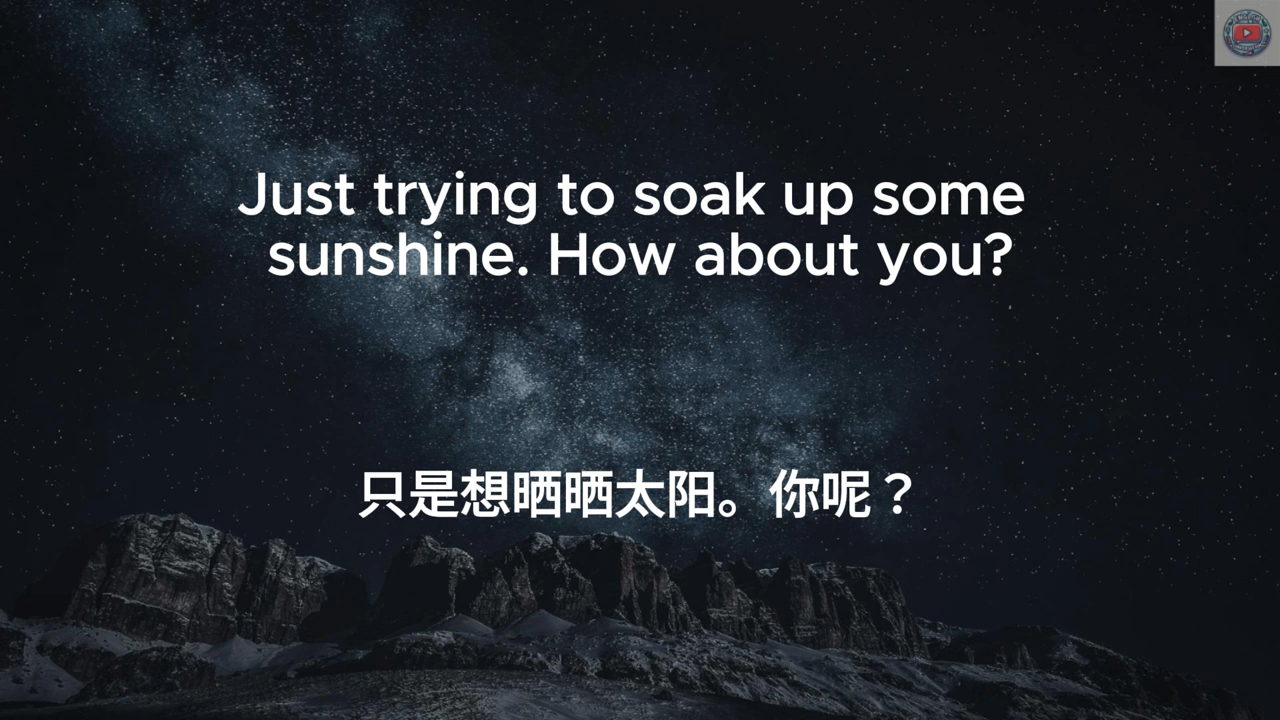 Just trying to soak up some
sunshine. How about you?
只是想晒晒太阳。你呢？